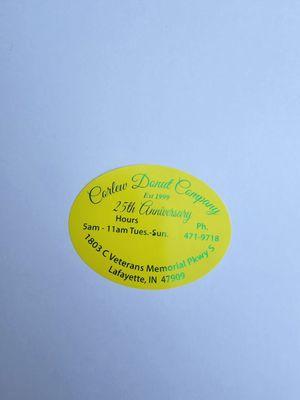 Corlew Donut Company
Est 1999
25th Anniversary
Hours
5am - 11am Tues.-Sun.
Ph.
471-9718
1803 C Veterans Memorial Pkwy S
Lafayette, IN 47909